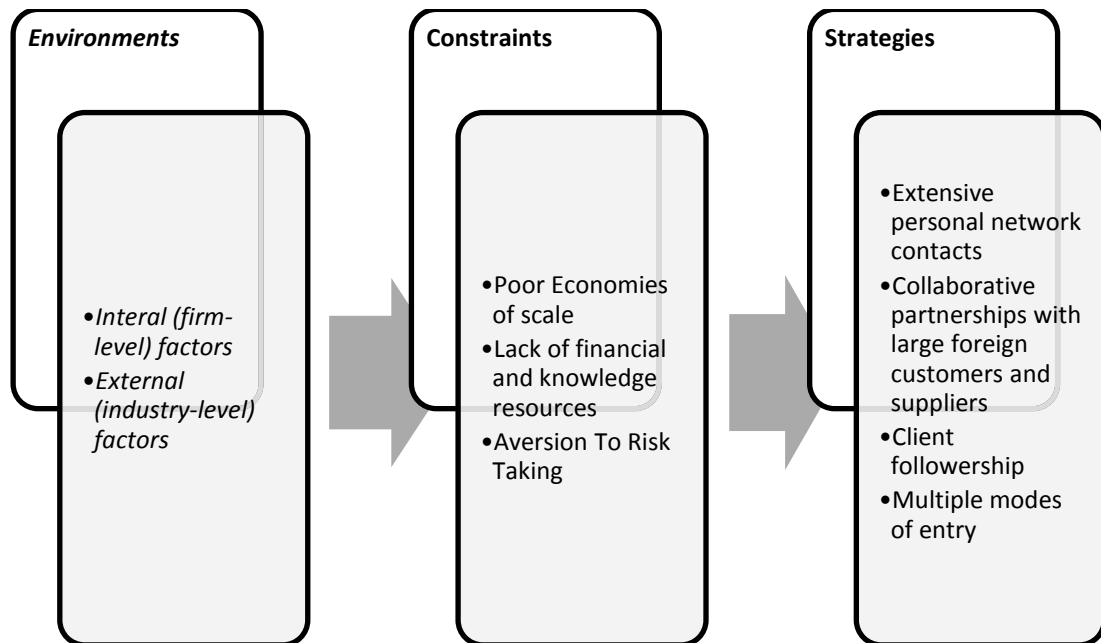 Environments
•Interal (firm-
level) factors
•External
(industry-level)
factors
Constraints
•Poor Economies
of scale
•Lack of financial
and knowledge
resources
•Aversion To Risk
Taking
Strategies
•Extensive
personal network
contacts
•Collaborative
partnerships with
large foreign
customers and
suppliers
•Client
followership
•Multiple modes
of entry